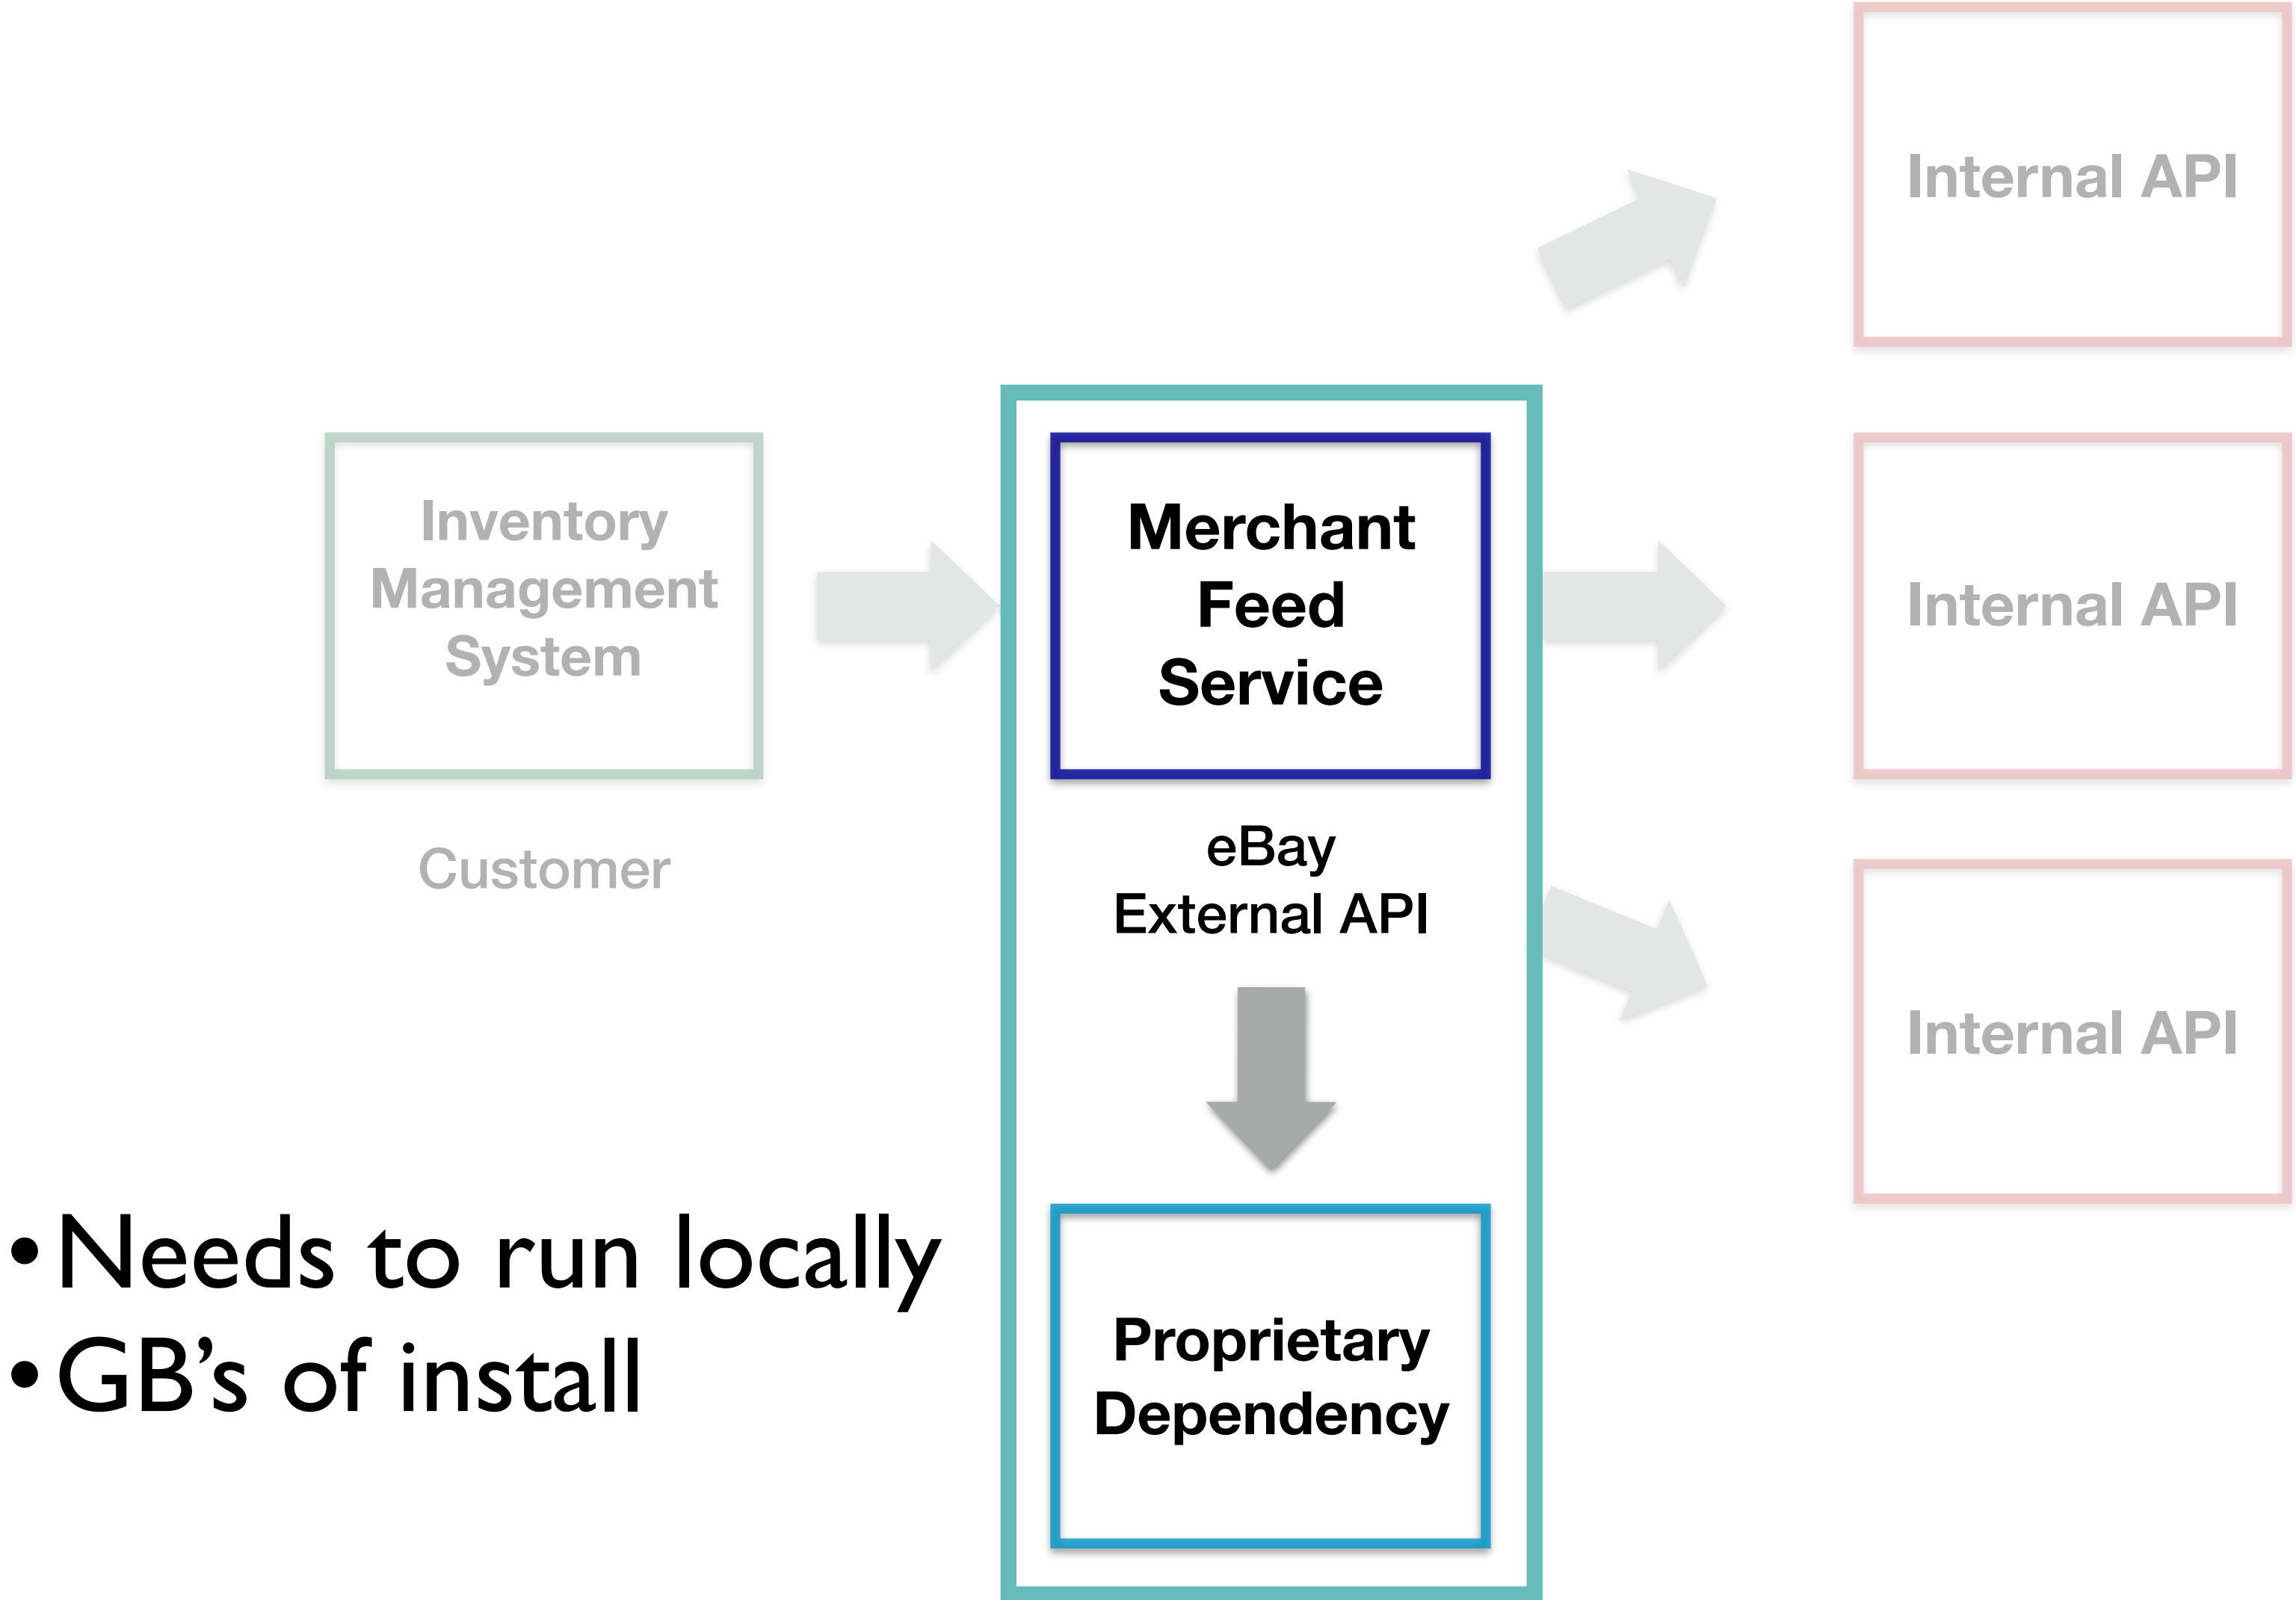 Internal API
Inventory
Management
System
Customer
Merchant
Feed
Service
eBay
External API
Internal API
Internal API
•Needs to run locally
•GB’s of install
Proprietary
Dependency